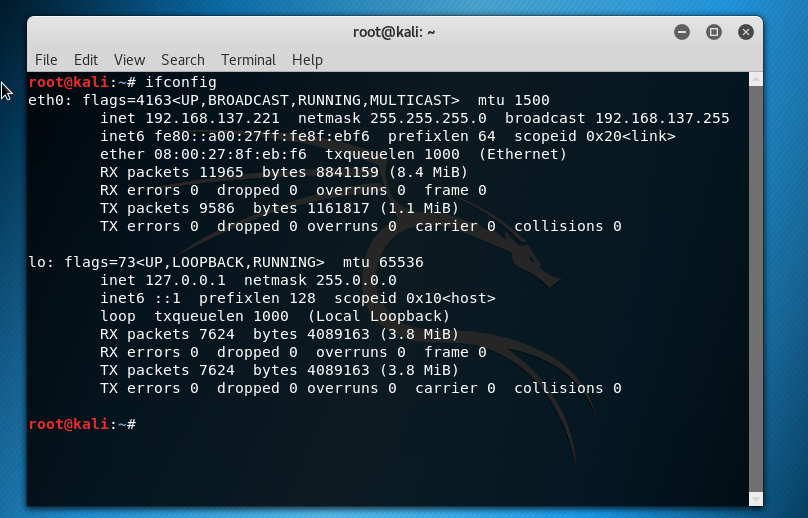 root@kali: ~
File Edit View Search Terminal Help
root@kali:~# ifconfig
eth0: flags=4163<UP,BROADCAST,RUNNING,MULTICAST>  mtu 1500
        inet 192.168.137.221  netmask 255.255.255.0  broadcast 192.168.137.255
        inet6 fe80::a00:27ff:fe8f:ebf6  prefixlen 64  scopeid 0x20<link>
        ether 08:00:27:8f:eb:f6  txqueuelen 1000  (Ethernet)
        RX packets 11965  bytes 8841159 (8.4 MiB)
        RX errors 0  dropped 0  overruns 0  frame 0
        TX packets 9586  bytes 1161817 (1.1 MiB)
        TX errors 0  dropped 0 overruns 0  carrier 0  collisions 0
lo: flags=73<UP,LOOPBACK,RUNNING>  mtu 65536
        inet 127.0.0.1  netmask 255.0.0.0
        inet6 ::1  prefixlen 128  scopeid 0x10<host>
        loop  txqueuelen 1000  (Local Loopback)
        RX packets 7624  bytes 4089163 (3.8 MiB)
        RX errors 0  dropped 0  overruns 0  frame 0
        TX packets 7624  bytes 4089163 (3.8 MiB)
        TX errors 0  dropped 0 overruns 0  carrier 0  collisions 0
root@kali:~#